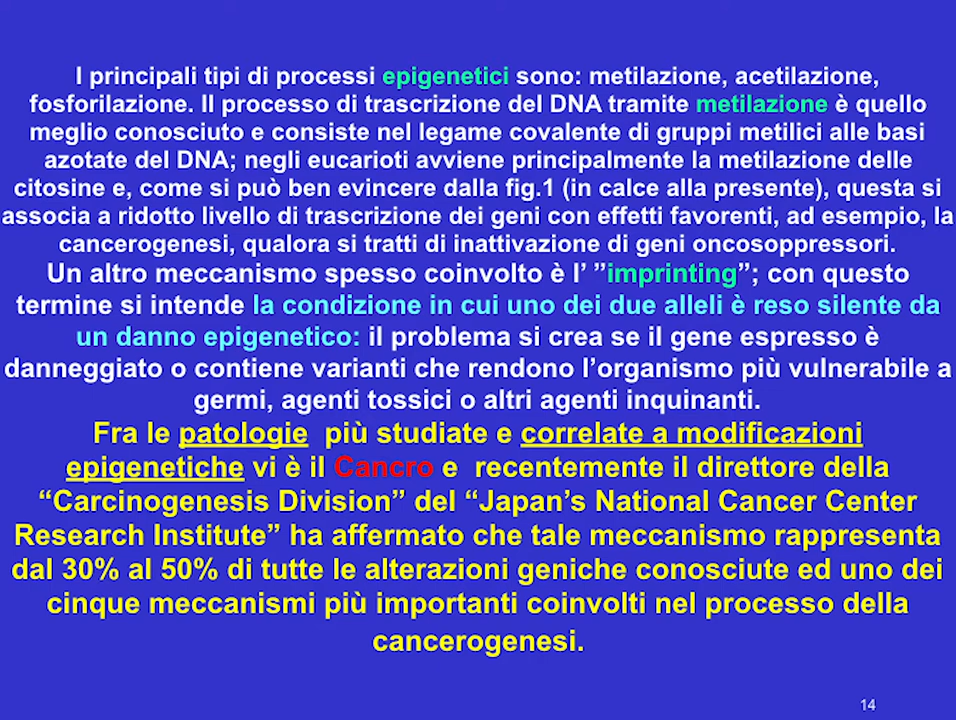 I principali tipi di processi epigenetici sono: metilazione, acetilazione,
fosforilazione. Il processo di trascrizione del DNA tramite metilazione è quello
meglio conosciuto e consiste nel legame covalente di gruppi metilici alle basi
azotate del DNA; negli eucarioti avviene principalmente la metilazione delle
citosine e, come si può ben evincere dalla fig.1 (in calce alla presente), questa si
associa a ridotto livello di trascrizione dei geni con effetti favorenti, ad esempio, la
cancerogenesi, qualora si tratti di inattivazione di geni oncosoppressori.
Un altro meccanismo spesso coinvolto è l’ ”imprinting”; con questo
termine si intende la condizione in cui uno dei due alleli è reso silente da
un danno epigenetico: il problema si crea se il gene espresso è
danneggiato o contiene varianti che rendono l’organismo più vulnerabile a
germi, agenti tossici o altri agenti inquinanti.
Fra le patologie più studiate e correlate a modificazioni
epigenetiche vi è il Cancro e recentemente il direttore della
“Carcinogenesis Division” del “Japan’s National Cancer Center
Research Institute” ha affermato che tale meccanismo rappresenta
dal 30% al 50% di tutte le alterazioni geniche conosciute ed uno dei
cinque meccanismi più importanti coinvolti nel processo della
cancerogenesi.
14